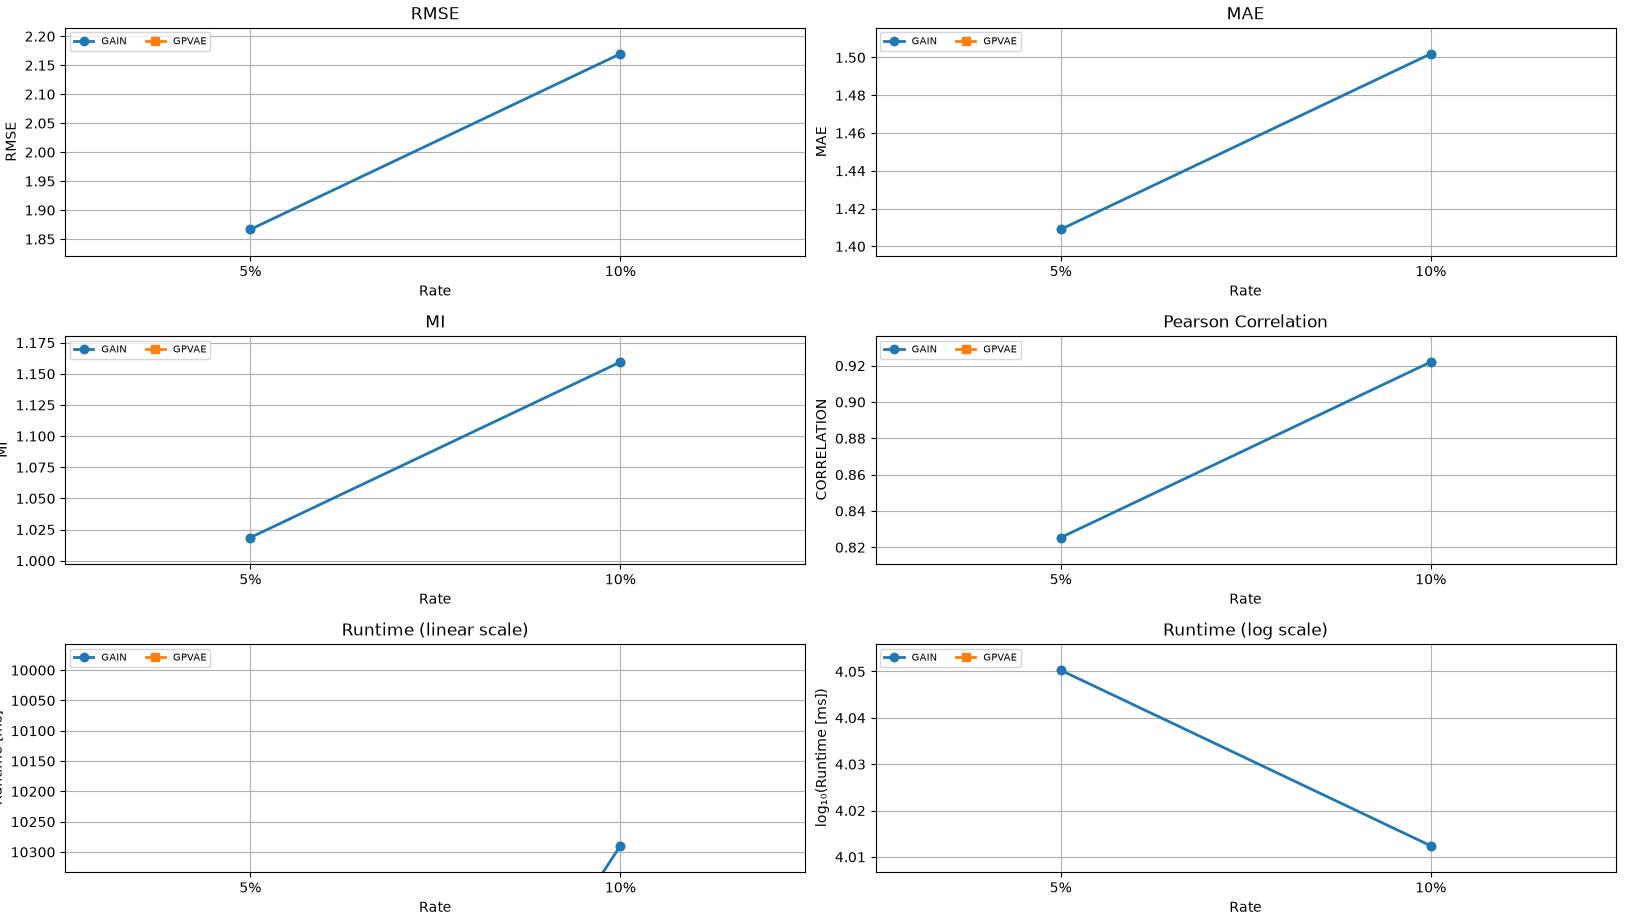 RMSE
GAIN GPVAE
2.20
2.15
2.10
2.05
2.00
1.95
1.90
1.85
RMSE
5% 10%
Rate
MAE
GAIN GPVAE
1.50
1.48
1.46
1.44
1.42
1.40
MAE
5% 10%
Rate
MI
GAIN GPVAE
1.175
1.150
1.125
1.100
1.075
1.050
1.025
1.000
MI
5% 10%
Rate
Pearson Correlation
GAIN GPVAE
0.92
0.90
0.88
0.86
0.84
0.82
CORRELATION
5% 10%
Rate
Runtime (linear scale)
GAIN GPVAE
10000
10050
10100
10150
10200
10250
10300
5% 10%
Rate
Runtime (log scale)
GAIN GPVAE
4.05
4.04
4.03
4.02
4.01
log₁₀(Runtime [ms])
5% 10%
Rate